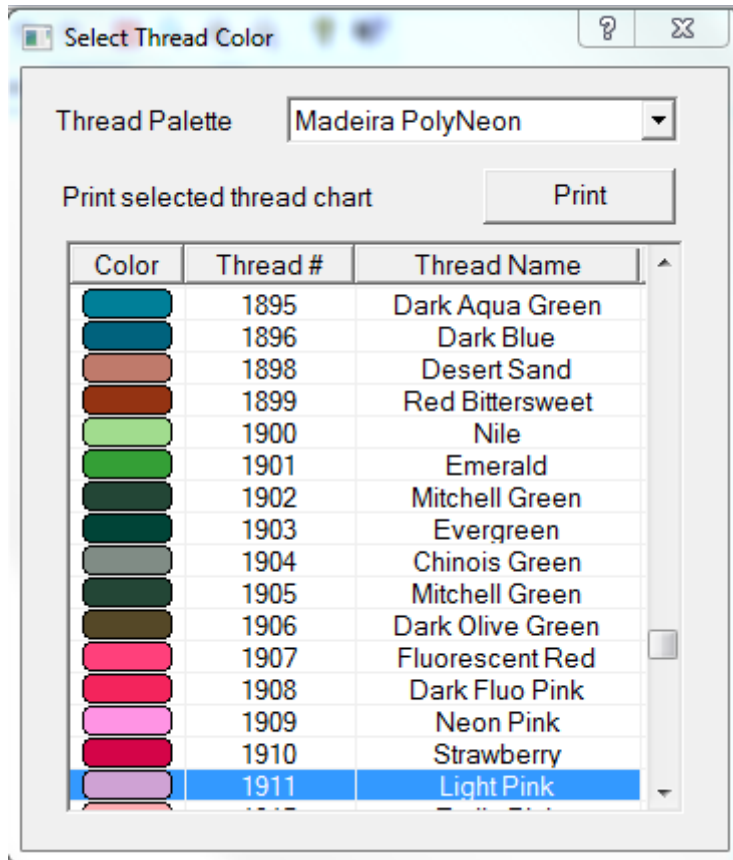 Select Thread Color
Thread Palette Madeira PolyNeon
Print selected thread chart Print
Color Thread # Thread Name
1895 Dark Aqua Green
1896 Dark Blue
1898 Desert Sand
1899 Red Bittersweet
1900 Nile
1901 Emerald
1902 Mitchell Green
1903 Evergreen
1904 Chinois Green
1905 Mitchell Green
1906 Dark Olive Green
1907 Fluorescent Red
1908 Dark Fluo Pink
1909 Neon Pink
1910 Strawberry
1911 Light Pink